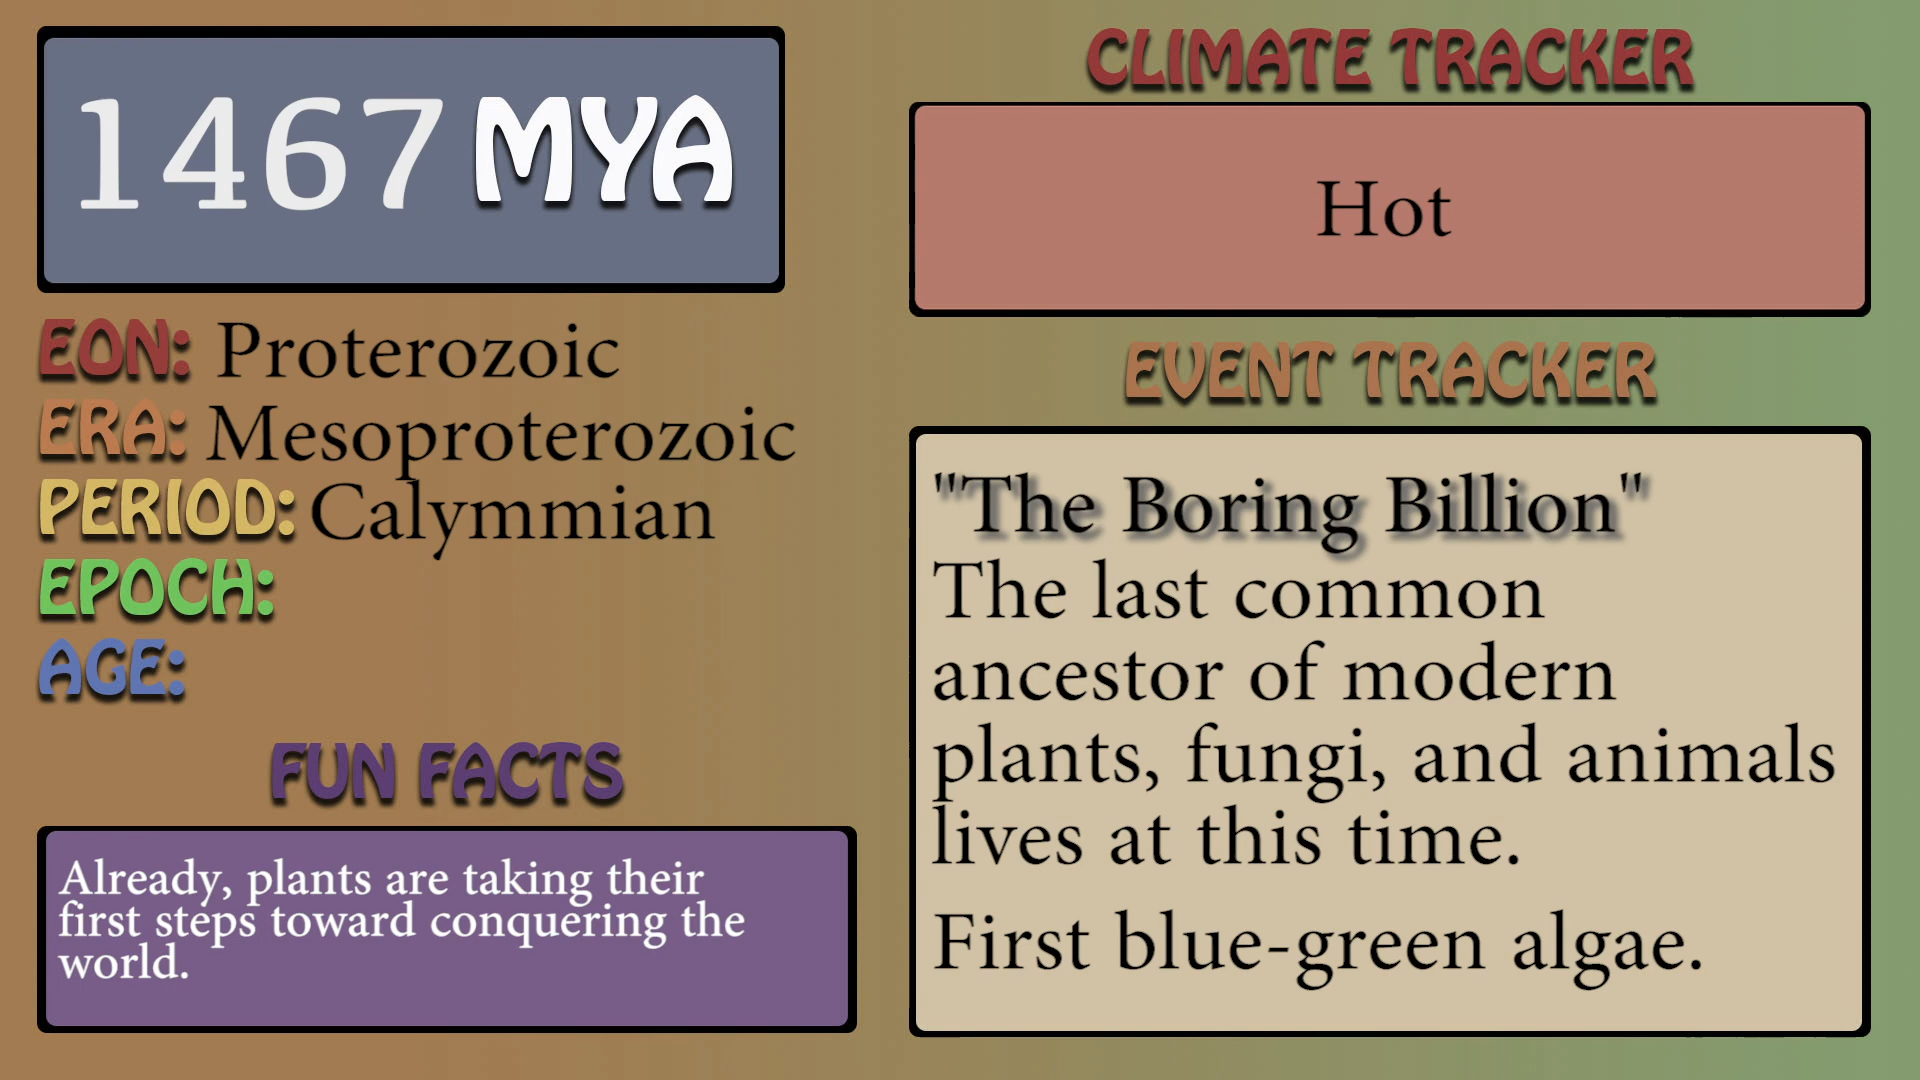 1467 MYA
EON: Proterozoic
ERA: Mesoproterozoic
PERIOD: Calymmian
EPOCH:
AGE:
FUN FACTS
Already, plants are taking their
first steps toward conquering the
world.
CLIMATE TRACKER
Hot
EVENT TRACKER
"The Boring Billion"
The last common
ancestor of modern
plants, fungi, and animals
lives at this time.
First blue-green algae.